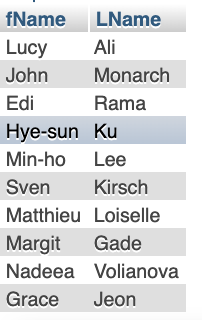 fName LName
Lucy Ali
John Monarch
Edi Rama
Hye-sun Ku
Min-ho Lee
Sven Kirsch
Matthieu Loiselle
Margit Gade
Nadeea Volianova
Grace Jeon